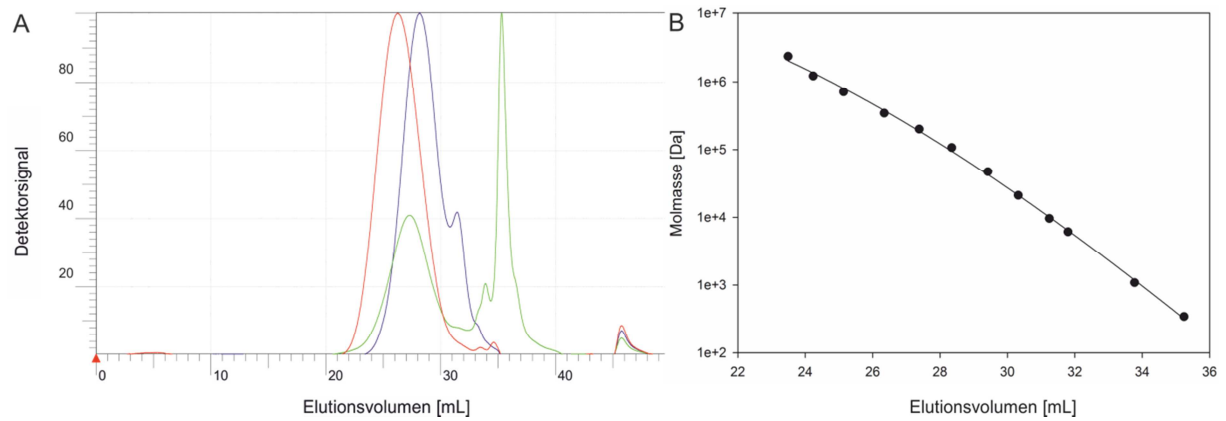 A
Detektorsignal
80
60
40
20
0
10
20
30
40
Elutionsvolumen [mL]
B
Molmasse [Da]
1e+7
1e+6
1e+5
1e+4
1e+3
1e+2
22
24
26
28
30
32
34
36
Elutionsvolumen [mL]